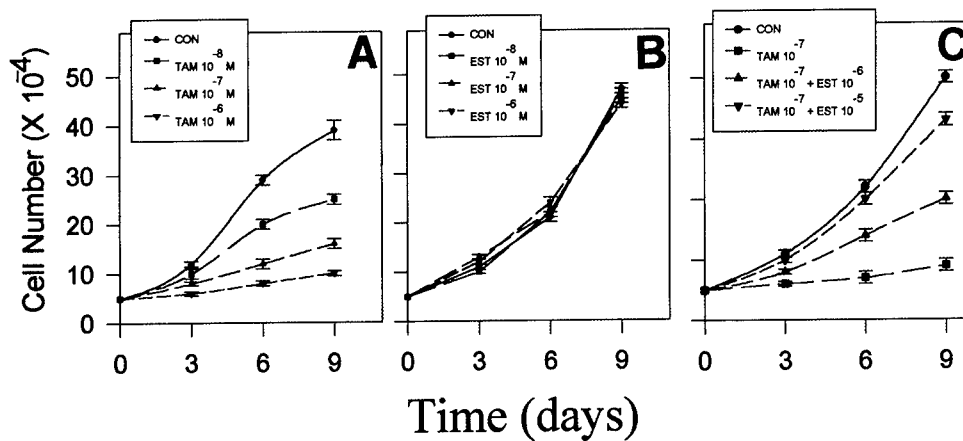 CON
TAM 10⁻⁸ M
TAM 10⁻⁷ M
TAM 10⁻⁶ M
A
CON
EST 10⁻⁸ M
EST 10⁻⁷ M
EST 10⁻⁶ M
B
CON
TAM 10⁻⁷
TAM 10⁻⁷ + EST 10⁻⁶
TAM 10⁻⁷ + EST 10⁻⁵
C
Cell Number (X 10⁻⁴)
50
40
30
20
10
0
0 3 6 9
0 3 6 9
0 3 6 9
Time (days)